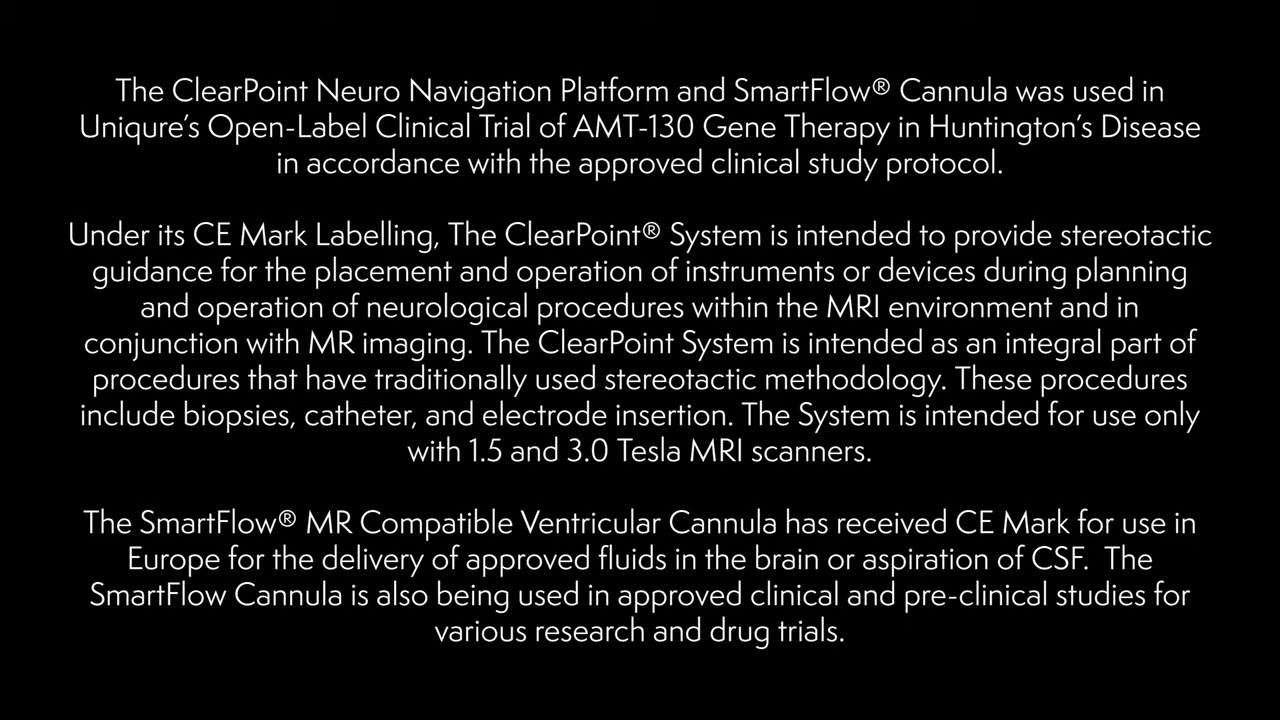 The ClearPoint Neuro Navigation Platform and SmartFlow® Cannula was used in
Uniqure's Open-Label Clinical Trial of AMT-130 Gene Therapy in Huntington's Disease
in accordance with the approved clinical study protocol.
Under its CE Mark Labelling, The ClearPoint® System is intended to provide stereotactic
guidance for the placement and operation of instruments or devices during planning
and operation of neurological procedures within the MRI environment and in
conjunction with MR imaging. The ClearPoint System is intended as an integral part of
procedures that have traditionally used stereotactic methodology. These procedures
include biopsies, catheter, and electrode insertion. The System is intended for use only
with 1.5 and 3.0 Tesla MRI scanners.
The SmartFlow® MR Compatible Ventricular Cannula has received CE Mark for use in
Europe for the delivery of approved fluids in the brain or aspiration of CSF. The
SmartFlow Cannula is also being used in approved clinical and pre-clinical studies for
various research and drug trials.